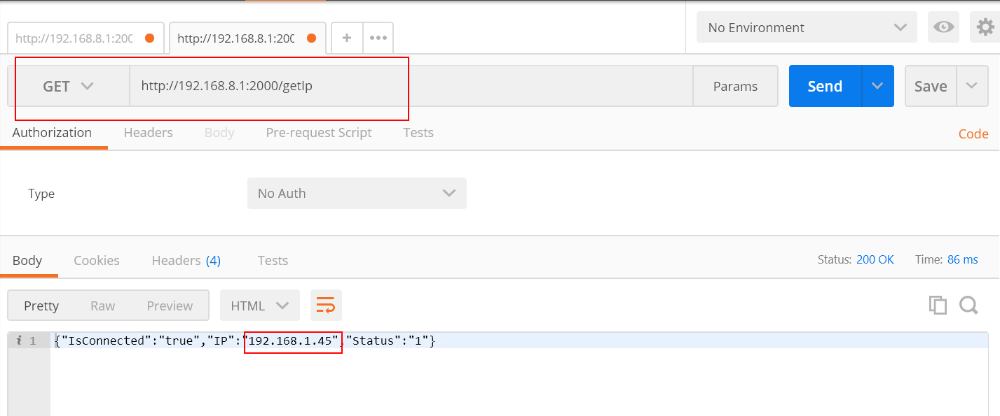 http://192.168.8.1:200 http://192.168.8.1:200 + ••• No Environment
GET http://192.168.8.1:2000/getIp Params Send Save
Authorization Headers Body Pre-request Script Tests Code
Type No Auth
Body Cookies Headers (4) Tests Status: 200 OK Time: 86 ms
Pretty Raw Preview HTML
i 1 {"IsConnected":"true","IP":"192.168.1.45","Status":"1"}